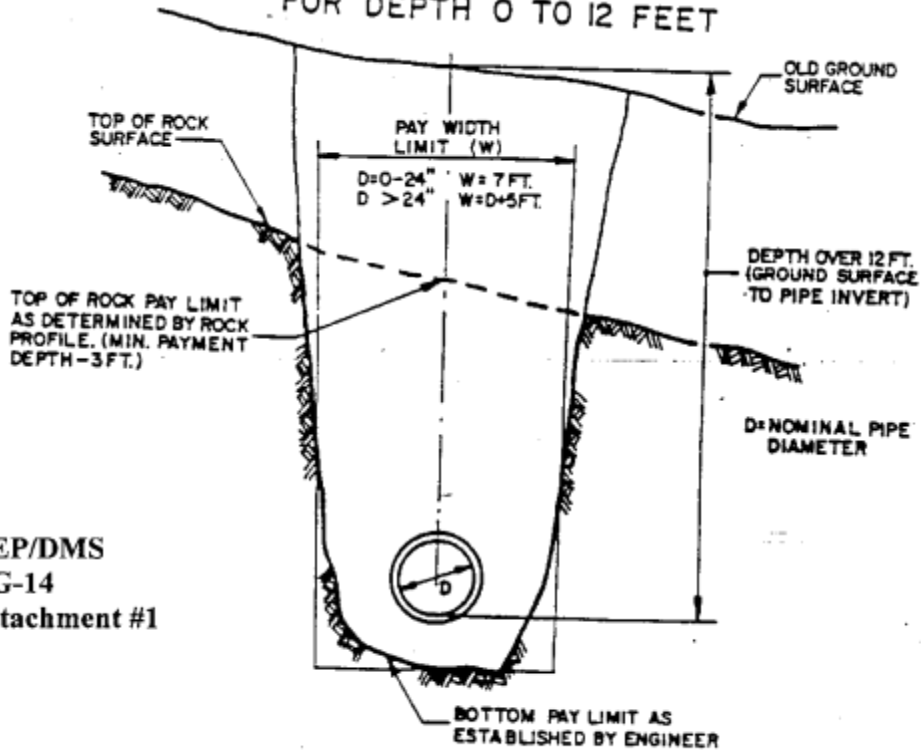 FOR DEPTH 0 TO 12 FEET
OLD GROUND
SURFACE
TOP OF ROCK
SURFACE
PAY WIDTH
LIMIT (W)
D=0-24" W=7 FT.
D >24" W=D+5FT.
DEPTH OVER 12 FT.
(GROUND SURFACE
TO PIPE INVERT)
TOP OF ROCK PAY LIMIT
AS DETERMINED BY ROCK
PROFILE. (MIN. PAYMENT
DEPTH-3FT.)
D=NOMINAL PIPE
DIAMETER
EP/DMS
G-14
tachment #1
D
BOTTOM PAY LIMIT AS
ESTABLISHED BY ENGINEER